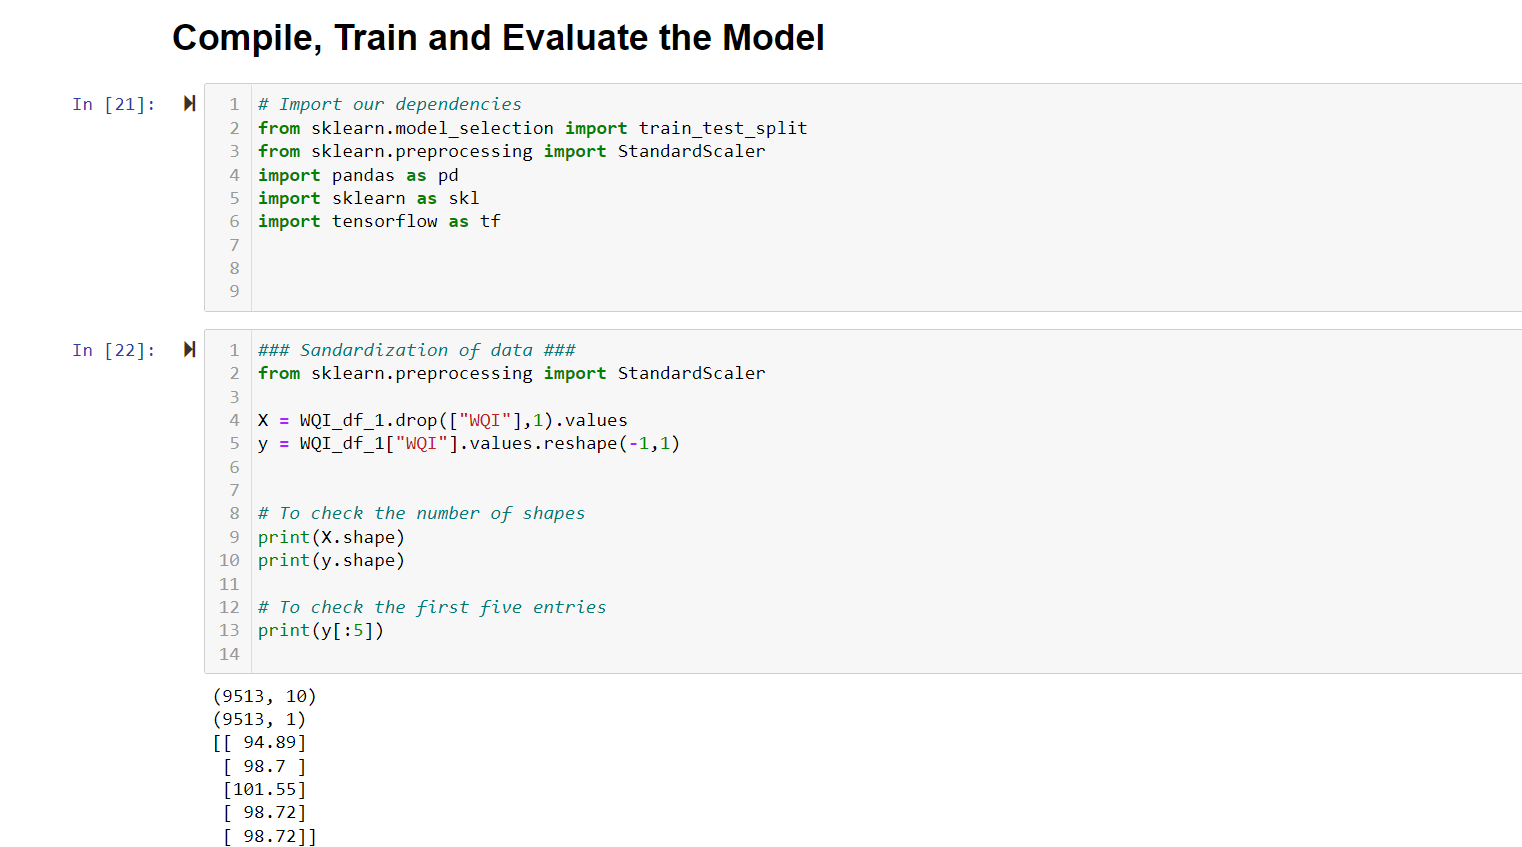 Compile, Train and Evaluate the Model
In [21]:
1 # Import our dependencies
2 from sklearn.model_selection import train_test_split
3 from sklearn.preprocessing import StandardScaler
4 import pandas as pd
5 import sklearn as skl
6 import tensorflow as tf
7
8
9
In [22]:
1 ### Sandardization of data ###
2 from sklearn.preprocessing import StandardScaler
3
4 X = WQI_df_1.drop(["WQI"],1).values
5 y = WQI_df_1["WQI"].values.reshape(-1,1)
6
7
8 # To check the number of shapes
9 print(X.shape)
10 print(y.shape)
11
12 # To check the first five entries
13 print(y[:5])
14
(9513, 10)
(9513, 1)
[[ 94.89]
 [ 98.7 ]
 [101.55]
 [ 98.72]
 [ 98.72]]